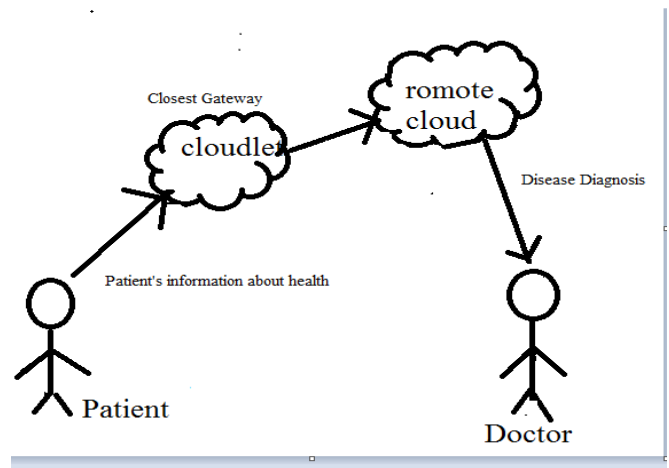 romote
cloud
Closest Gateway
cloudlet
Disease Diagnosis
Patient's information about health
Patient
Doctor